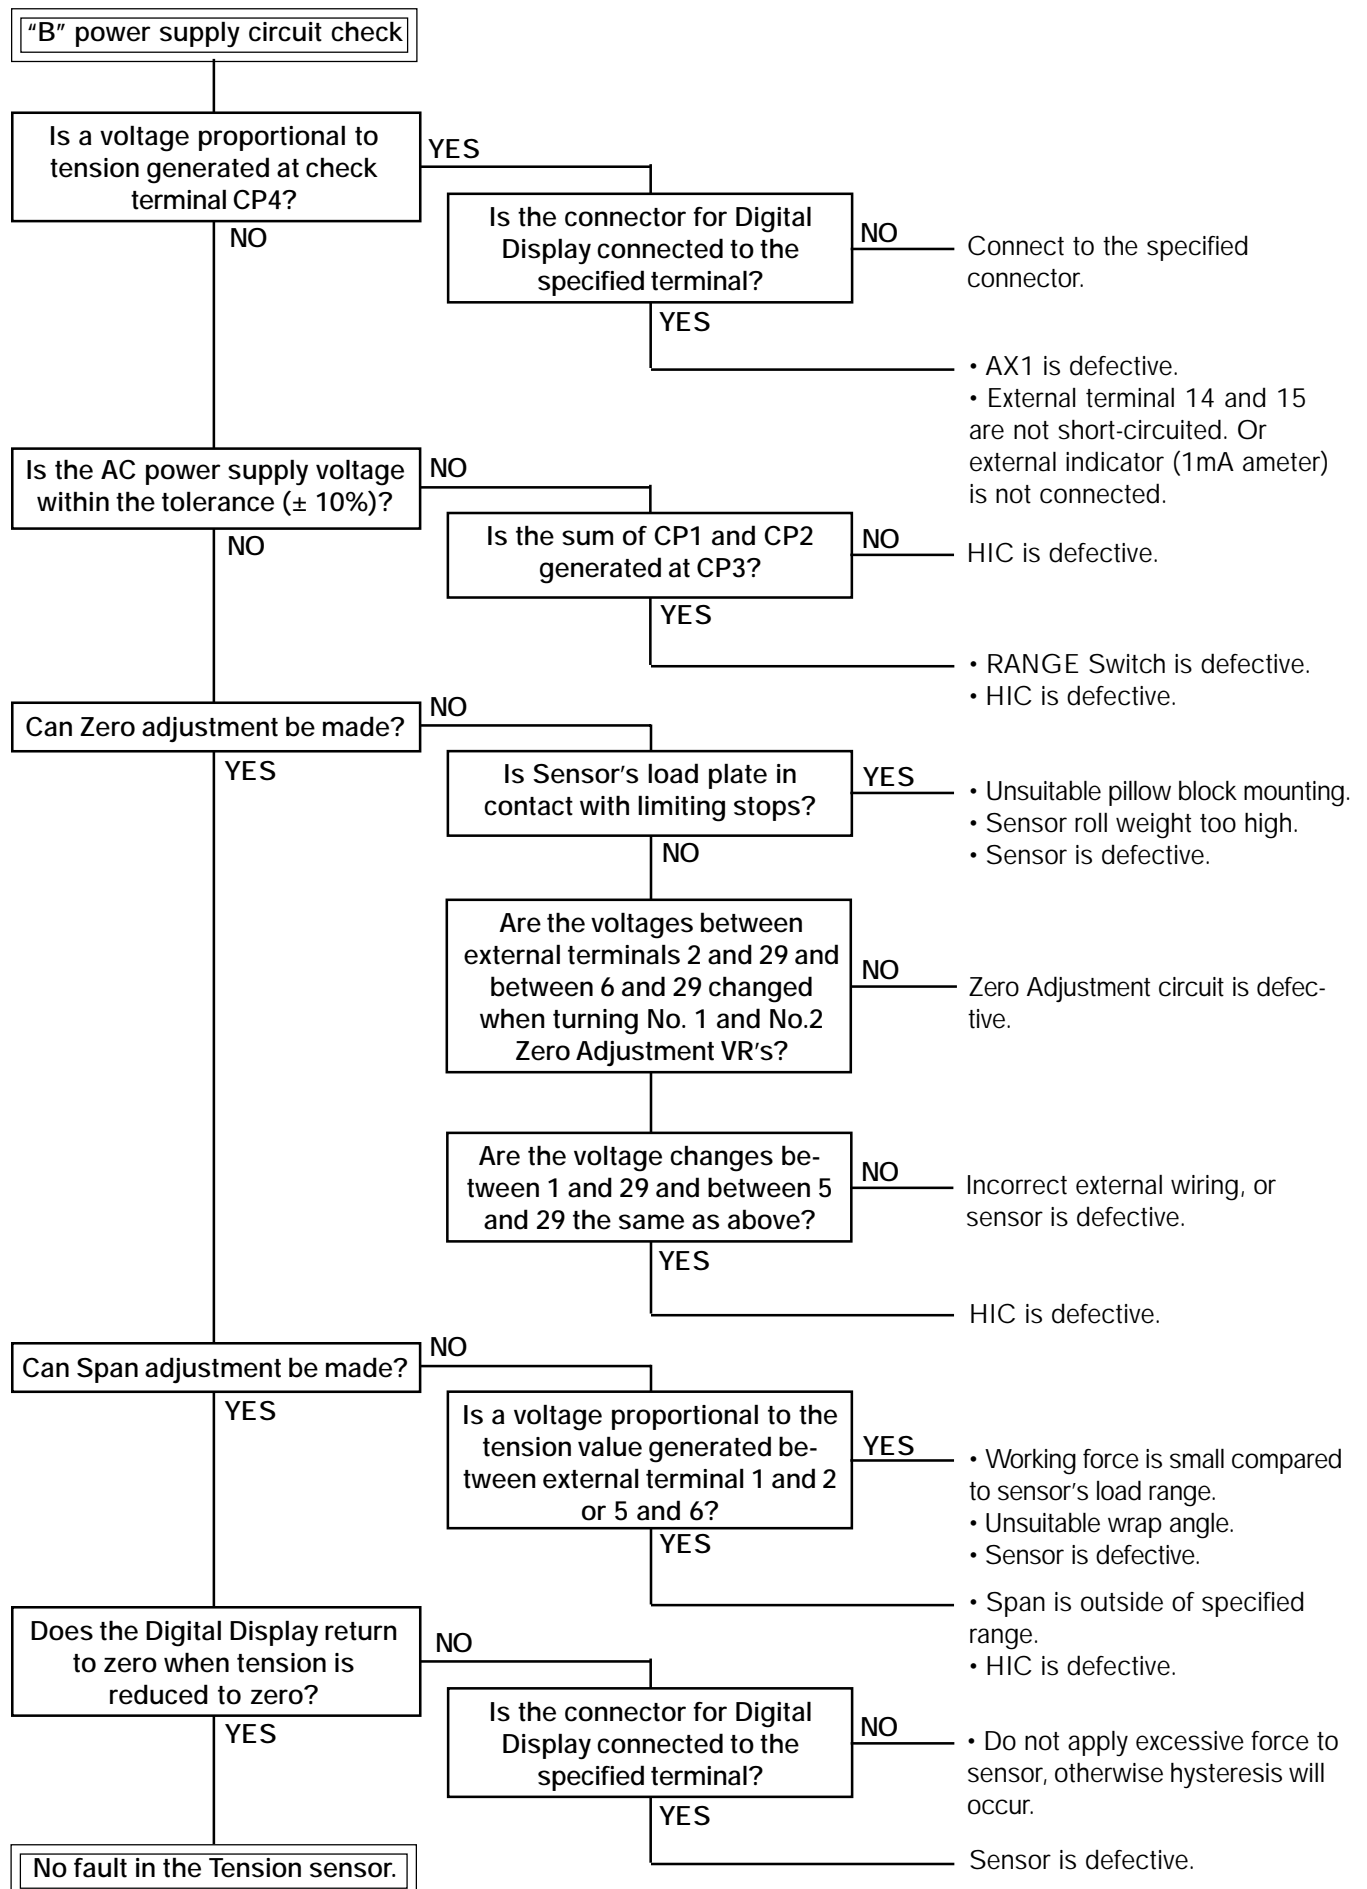 “B” power supply circuit check
Is a voltage proportional to
tension generated at check
terminal CP4?
YES
NO
Is the connector for Digital
Display connected to the
specified terminal?
NO
Connect to the specified
connector.
YES
• AX1 is defective.
• External terminal 14 and 15
are not short-circuited. Or
external indicator (1mA ameter)
is not connected.
Is the AC power supply voltage
within the tolerance (± 10%)?
NO
NO
Is the sum of CP1 and CP2
generated at CP3?
NO
HIC is defective.
YES
• RANGE Switch is defective.
• HIC is defective.
Can Zero adjustment be made?
NO
YES
Is Sensor’s load plate in
contact with limiting stops?
YES
• Unsuitable pillow block mounting.
• Sensor roll weight too high.
• Sensor is defective.
NO
Are the voltages between
external terminals 2 and 29 and
between 6 and 29 changed
when turning No. 1 and No.2
Zero Adjustment VR's?
NO
Zero Adjustment circuit is defec-
tive.
Are the voltage changes be-
tween 1 and 29 and between 5
and 29 the same as above?
NO
Incorrect external wiring, or
sensor is defective.
YES
HIC is defective.
Can Span adjustment be made?
NO
YES
Is a voltage proportional to the
tension value generated be-
tween external terminal 1 and 2
or 5 and 6?
YES
• Working force is small compared
to sensor’s load range.
• Unsuitable wrap angle.
• Sensor is defective.
YES
• Span is outside of specified
range.
• HIC is defective.
Does the Digital Display return
to zero when tension is
reduced to zero?
NO
YES
Is the connector for Digital
Display connected to the
specified terminal?
NO
• Do not apply excessive force to
sensor, otherwise hysteresis will
occur.
YES
Sensor is defective.
No fault in the Tension sensor.